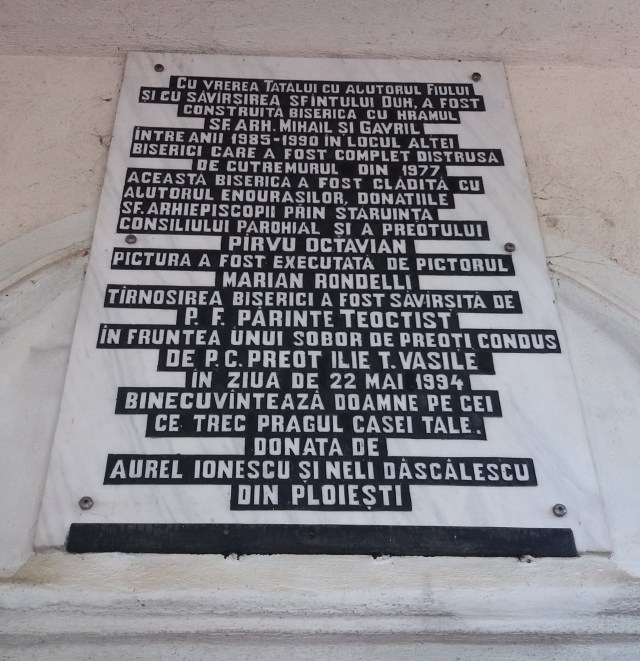 CU VREREA TATALUI CU AJUTORUL FIULUI
ŞI CU SĂVÎRŞIREA SFÎNTULUI DUH, A FOST
CONSTRUITĂ BISERICA CU HRAMUL
SF. ARH. MIHAIL ŞI GAVRIL
ÎNTRE ANII 1985-1990 ÎN LOCUL ALTEI
BISERICI CARE A FOST COMPLET DISTRUSĂ
DE CUTREMURUL DIN 1977
ACEASTĂ BISERICĂ A FOST CLĂDITĂ CU
AJUTORUL ENORIAŞILOR, DONAŢIILE
SF. ARHIEPISCOPII PRIN STARUINŢA
CONSILIULUI PAROHIAL ŞI A PREOTULUI
PÎRVU OCTAVIAN
PICTURA A FOST EXECUTATĂ DE PICTORUL
MARIAN RONDELLI
TÎRNOSIREA BISERICI A FOST SĂVÎRŞITĂ DE
P. F. PĂRINTE TEOCTIST
ÎN FRUNTEA UNUI SOBOR DE PREOŢI CONDUS
DE P. C. PREOT ILIE T. VASILE
ÎN ZIUA DE 22 MAI 1994
BINECUVÎNTEAZĂ DOAMNE PE CEI
CE TREC PRAGUL CASEI TALE.
DONATĂ DE
AUREL IONESCU ŞI NELI DĂSCĂLESCU
DIN PLOIEŞTI